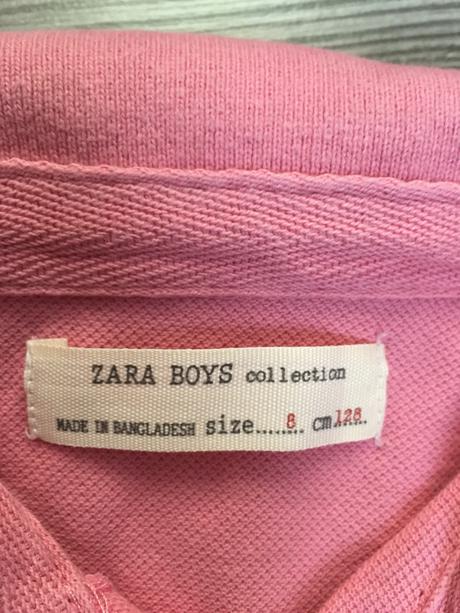 ZARA BOYS collection
MADE IN BANGLADESH size........8 cm.......128